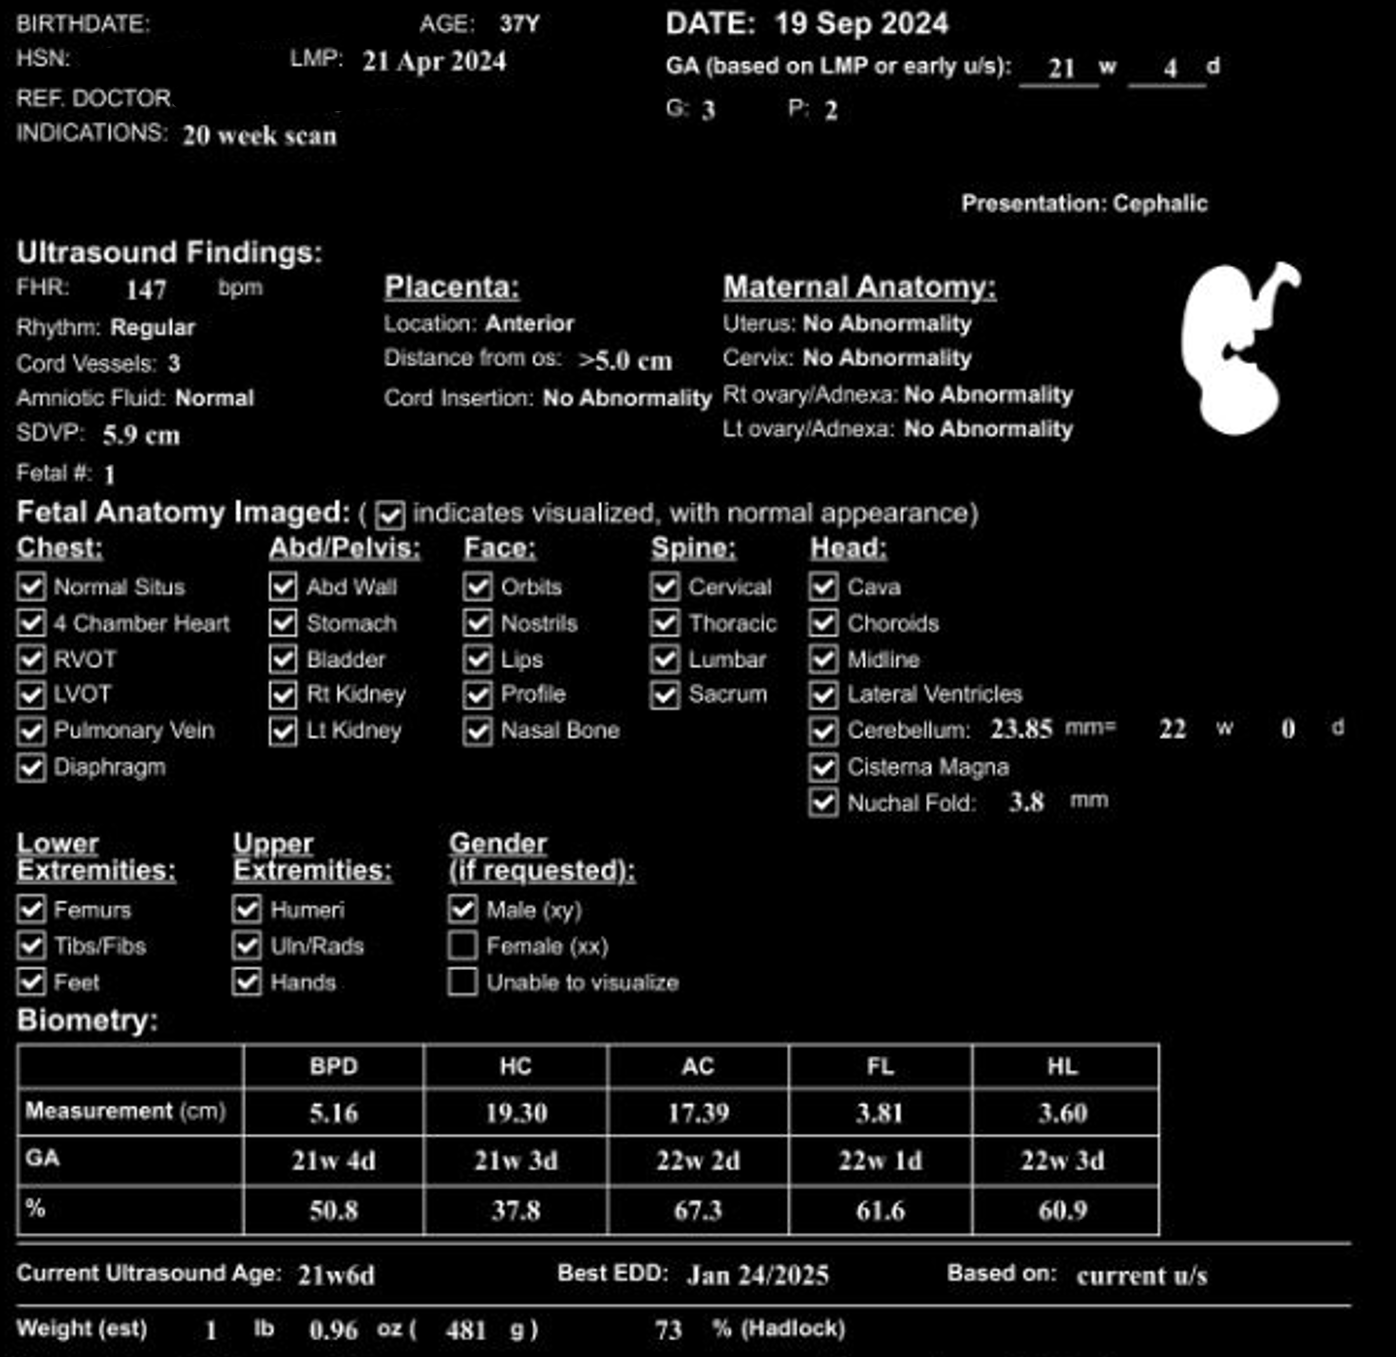 BIRTHDATE: AGE: 37Y DATE: 19 Sep 2024
HSN: LMP: 21 Apr 2024 GA (based on LMP or early u/s): 21 w 4 d
REF. DOCTOR G: 3 P: 2
INDICATIONS: 20 week scan
Presentation: Cephalic
Ultrasound Findings:
FHR: 147 bpm Placenta: Maternal Anatomy:
Rhythm: Regular Location: Anterior Uterus: No Abnormality
Cord Vessels: 3 Distance from os: >5.0 cm Cervix: No Abnormality
Amniotic Fluid: Normal Cord Insertion: No Abnormality Rt ovary/Adnexa: No Abnormality
SDVP: 5.9 cm Lt ovary/Adnexa: No Abnormality
Fetal #: 1
Fetal Anatomy Imaged: ( ☑ indicates visualized, with normal appearance)
Chest: Abd/Pelvis: Face: Spine: Head:
☑ Normal Situs ☑ Abd Wall ☑ Orbits ☑ Cervical ☑ Cava
☑ 4 Chamber Heart ☑ Stomach ☑ Nostrils ☑ Thoracic ☑ Choroids
☑ RVOT ☑ Bladder ☑ Lips ☑ Lumbar ☑ Midline
☑ LVOT ☑ Rt Kidney ☑ Profile ☑ Sacrum ☑ Lateral Ventricles
☑ Pulmonary Vein ☑ Lt Kidney ☑ Nasal Bone ☑ Cerebellum: 23.85 mm= 22 w 0 d
☑ Diaphragm ☑ Cisterna Magna
☑ Nuchal Fold: 3.8 mm
Lower Upper Gender
Extremities: Extremities: (if requested):
☑ Femurs ☑ Humeri ☑ Male (xy)
☑ Tibs/Fibs ☑ Uln/Rads ☐ Female (xx)
☑ Feet ☑ Hands ☐ Unable to visualize
Biometry:
BPD HC AC FL HL
Measurement (cm) 5.16 19.30 17.39 3.81 3.60
GA 21w 4d 21w 3d 22w 2d 22w 1d 22w 3d
% 50.8 37.8 67.3 61.6 60.9
Current Ultrasound Age: 21w6d Best EDD: Jan 24/2025 Based on: current u/s
Weight (est) 1 lb 0.96 oz ( 481 g ) 73 % (Hadlock)